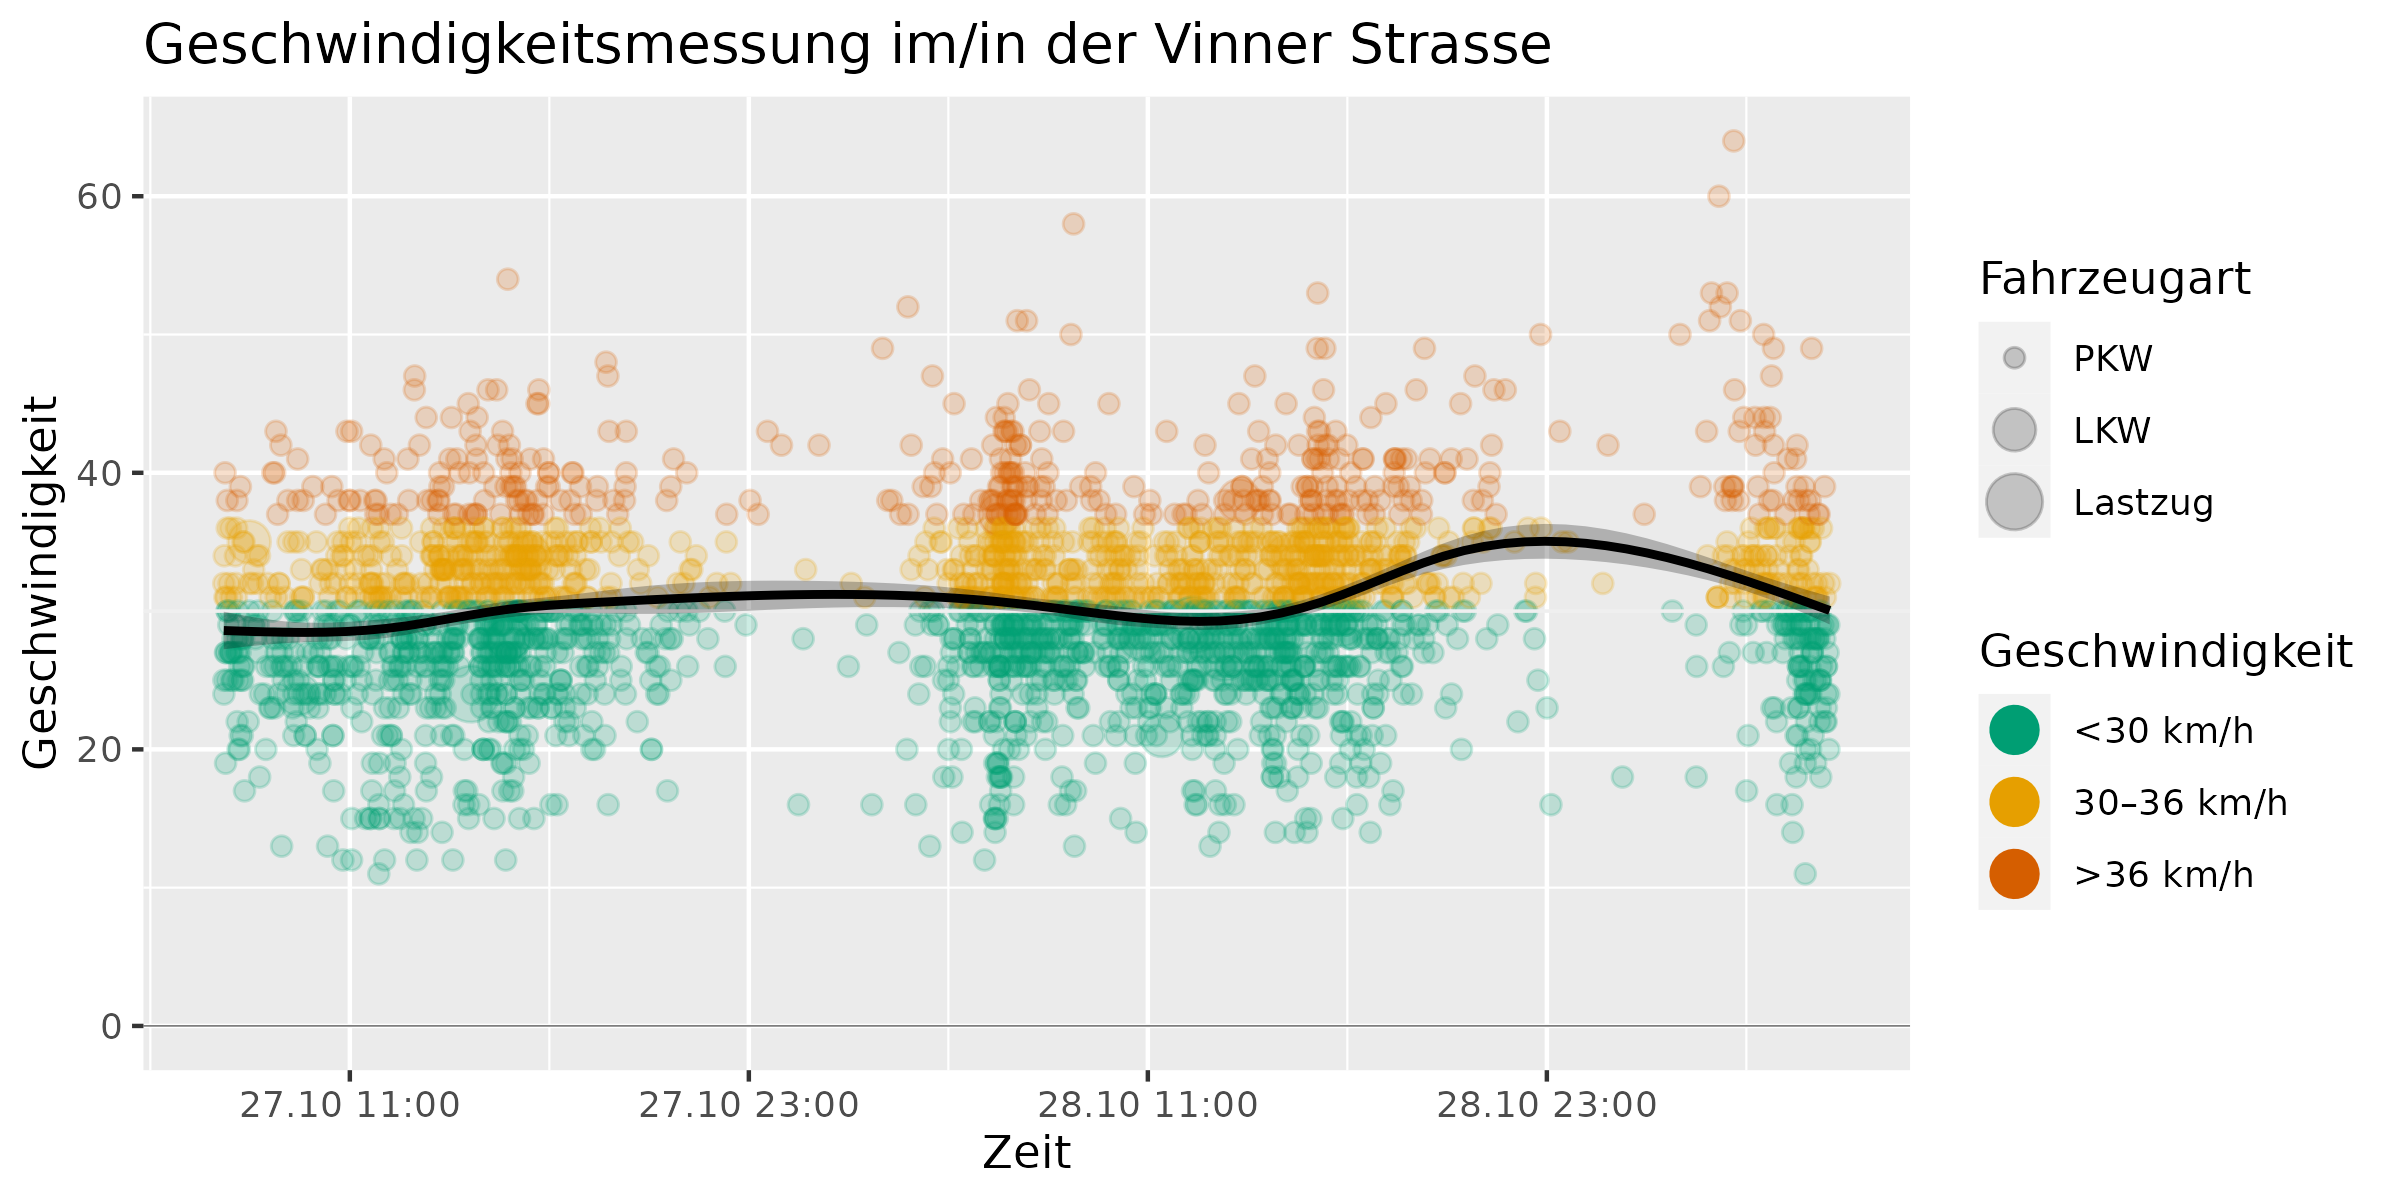 Geschwindigkeitsmessung im/in der Vinner Strasse
Geschwindigkeit
60
40
20
0
27.10 11:00
27.10 23:00
28.10 11:00
28.10 23:00
Zeit
Fahrzeugart
PKW
LKW
Lastzug
Geschwindigkeit
<30 km/h
30–36 km/h
>36 km/h